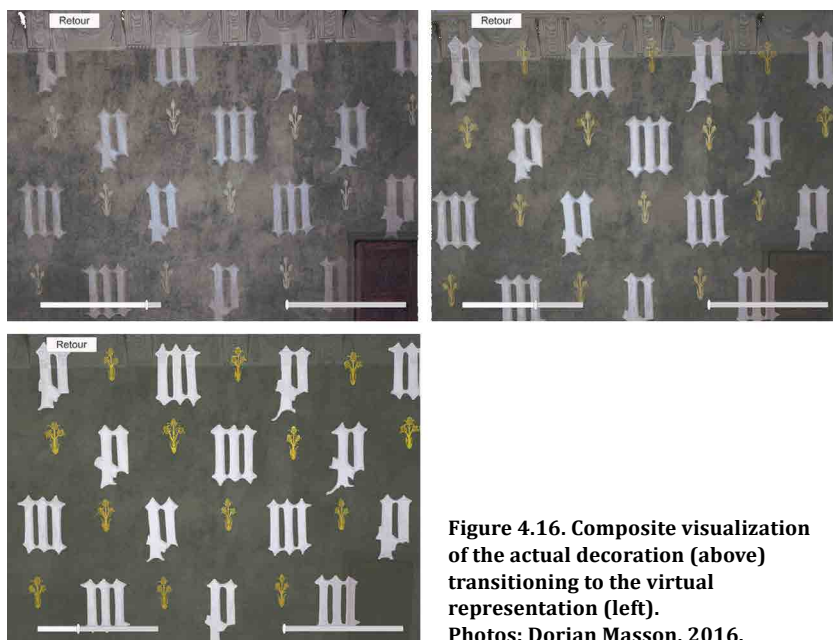 Retour
p m p m
p m p
m p m p
m p m
Retour
p m p m
p m p
m p m p
m p m
Retour
p m p m
p m p
m p m p
m p m
Figure 4.16. Composite visualization
of the actual decoration (above)
transitioning to the virtual
representation (left).
Photos: Dorian Masson, 2016.